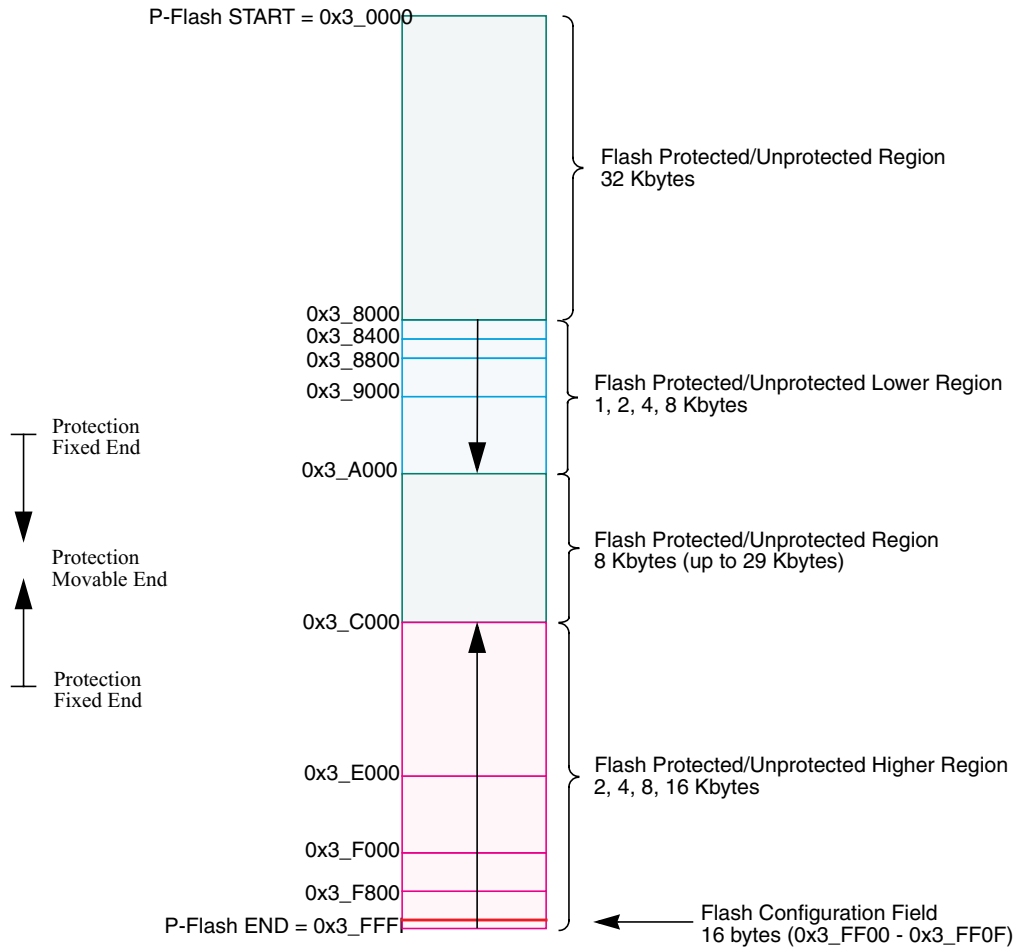 P-Flash START = 0x3_0000
Flash Protected/Unprotected Region
32 Kbytes
0x3_8000
0x3_8400
0x3_8800
0x3_9000
Flash Protected/Unprotected Lower Region
1, 2, 4, 8 Kbytes
Protection
Fixed End
0x3_A000
Flash Protected/Unprotected Region
8 Kbytes (up to 29 Kbytes)
Protection
Movable End
0x3_C000
Protection
Fixed End
0x3_E000
Flash Protected/Unprotected Higher Region
2, 4, 8, 16 Kbytes
0x3_F000
0x3_F800
P-Flash END = 0x3_FFF
Flash Configuration Field
16 bytes (0x3_FF00 - 0x3_FF0F)